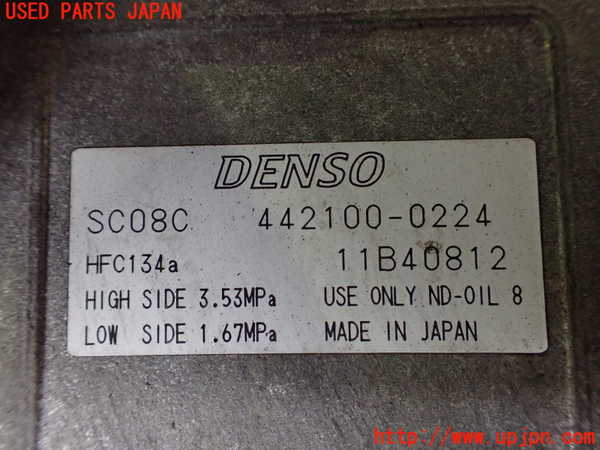 USED PARTS JAPAN
DENSO
SC08C 442100-0224
HFC134a 11B40812
HIGH SIDE 3.53MPa USE ONLY ND-OIL 8
LOW SIDE 1.67MPa MADE IN JAPAN
http://www.upjpn.com/